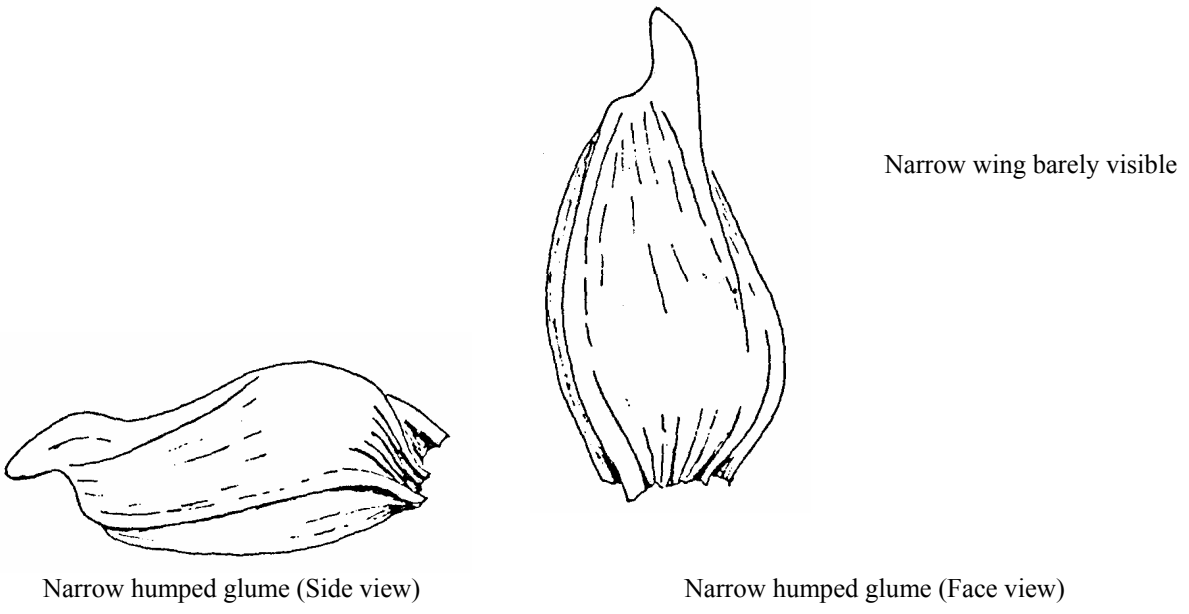 Narrow wing barely visible
Narrow humped glume (Side view)
Narrow humped glume (Face view)